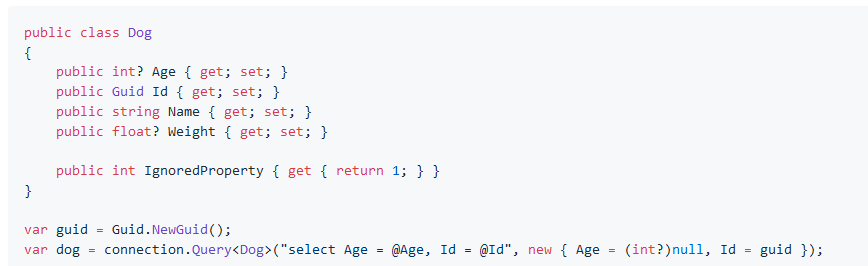 public class Dog
{
    public int? Age { get; set; }
    public Guid Id { get; set; }
    public string Name { get; set; }
    public float? Weight { get; set; }

    public int IgnoredProperty { get { return 1; } }
}

var guid = Guid.NewGuid();
var dog = connection.Query<Dog>("select Age = @Age, Id = @Id", new { Age = (int?)null, Id = guid });